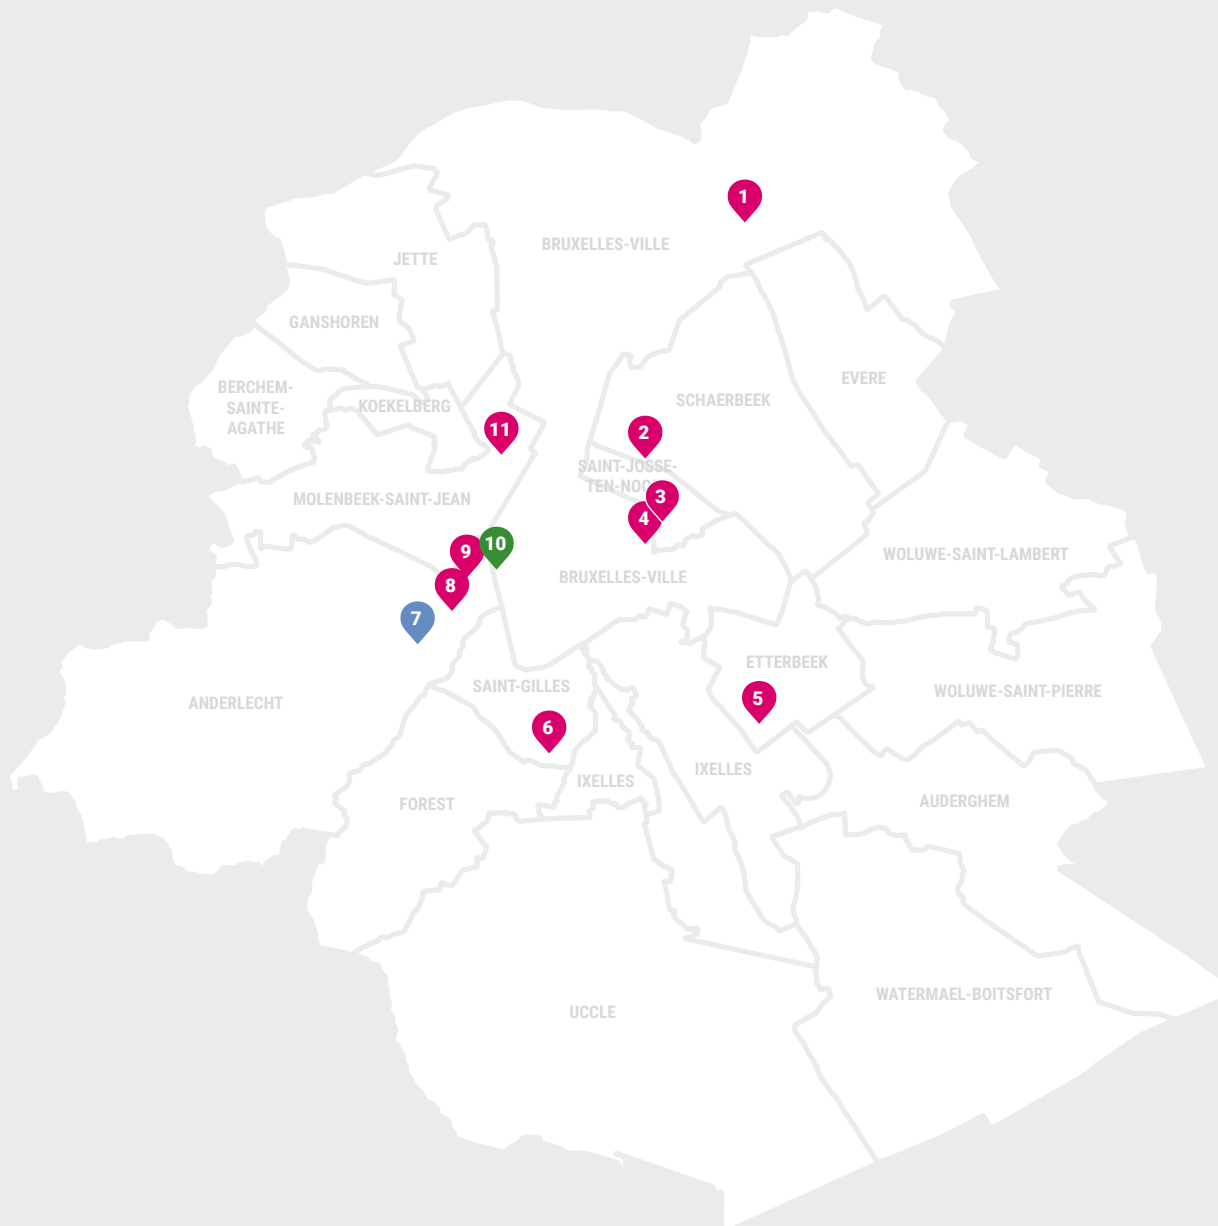 1
BRUXELLES-VILLE
JETTE
GANSHOREN
EVERE
BERCHEM-
SAINTE-
AGATHE
KOEKELBERG
SCHAERBEEK
11
2
SAINT-JOSSE-
TEN-NOO
3
MOLENBEEK-SAINT-JEAN
4
10
9
WOLUWE-SAINT-LAMBERT
BRUXELLES-VILLE
8
7
ETTERBEEK
SAINT-GILLES
WOLUWE-SAINT-PIERRE
5
ANDERLECHT
6
IXELLES
IXELLES
FOREST
AUDERGHEM
WATERMAEL-BOITSFORT
UCCLE